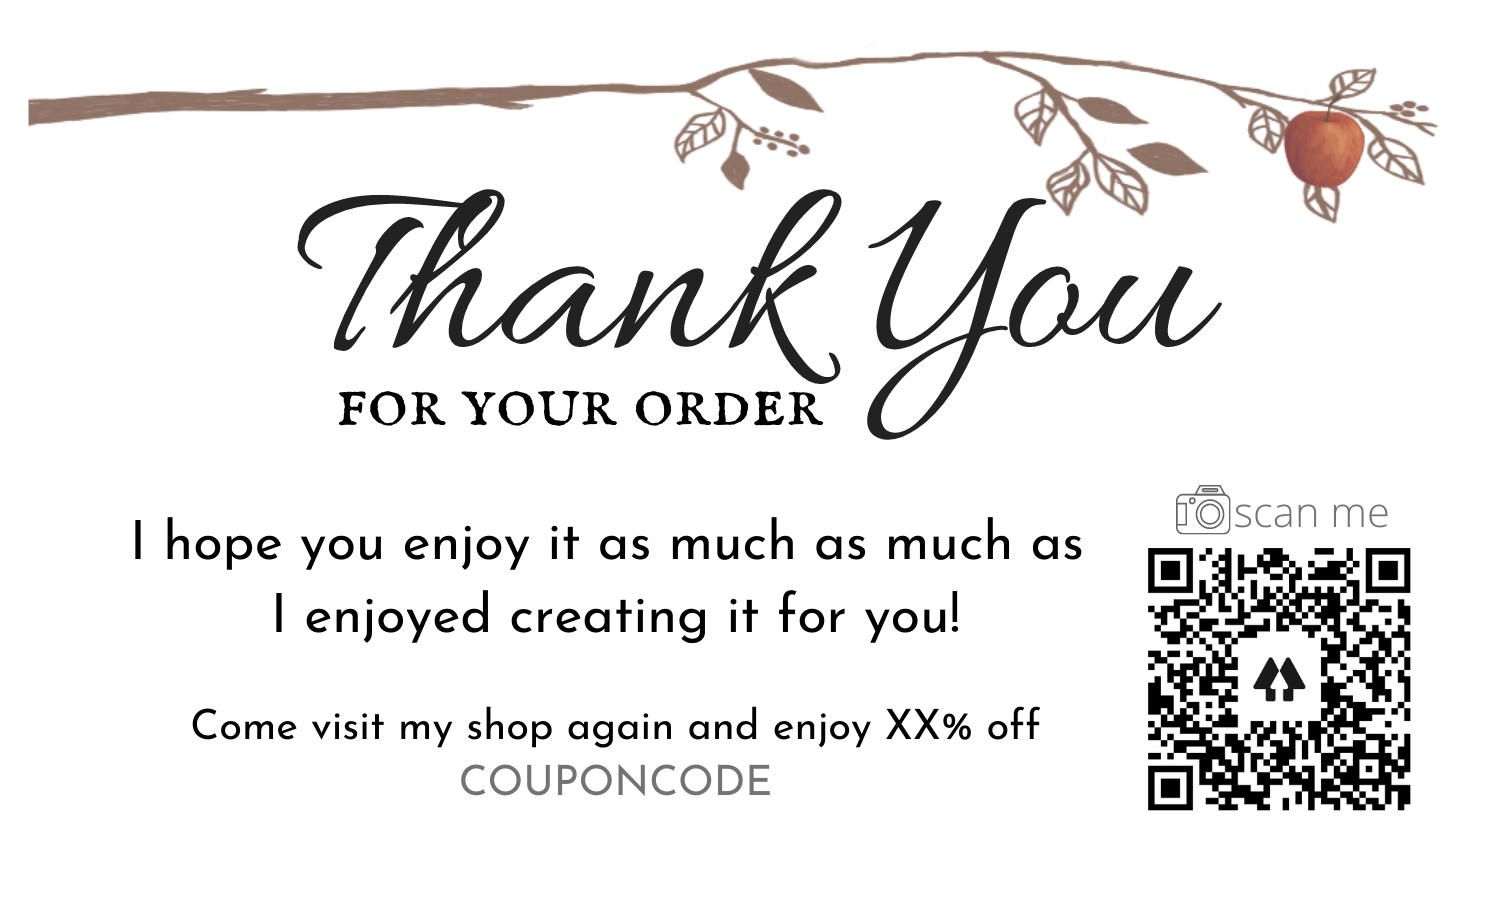 Thank You
FOR YOUR ORDER
I hope you enjoy it as much as much as
I enjoyed creating it for you!
Come visit my shop again and enjoy XX% off
COUPONCODE
scan me